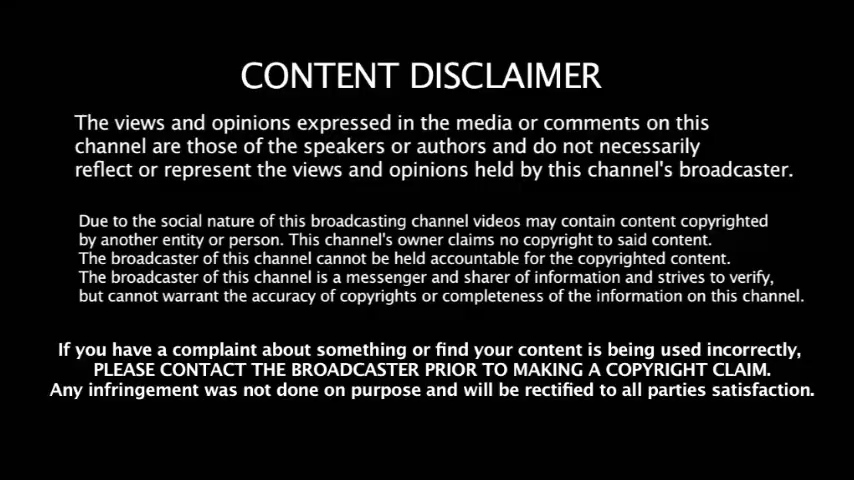 CONTENT DISCLAIMER
The views and opinions expressed in the media or comments on this
channel are those of the speakers or authors and do not necessarily
reflect or represent the views and opinions held by this channel's broadcaster.
Due to the social nature of this broadcasting channel videos may contain content copyrighted
by another entity or person. This channel's owner claims no copyright to said content.
The broadcaster of this channel cannot be held accountable for the copyrighted content.
The broadcaster of this channel is a messenger and sharer of information and strives to verify,
but cannot warrant the accuracy of copyrights or completeness of the information on this channel.
If you have a complaint about something or find your content is being used incorrectly,
PLEASE CONTACT THE BROADCASTER PRIOR TO MAKING A COPYRIGHT CLAIM.
Any infringement was not done on purpose and will be rectified to all parties satisfaction.